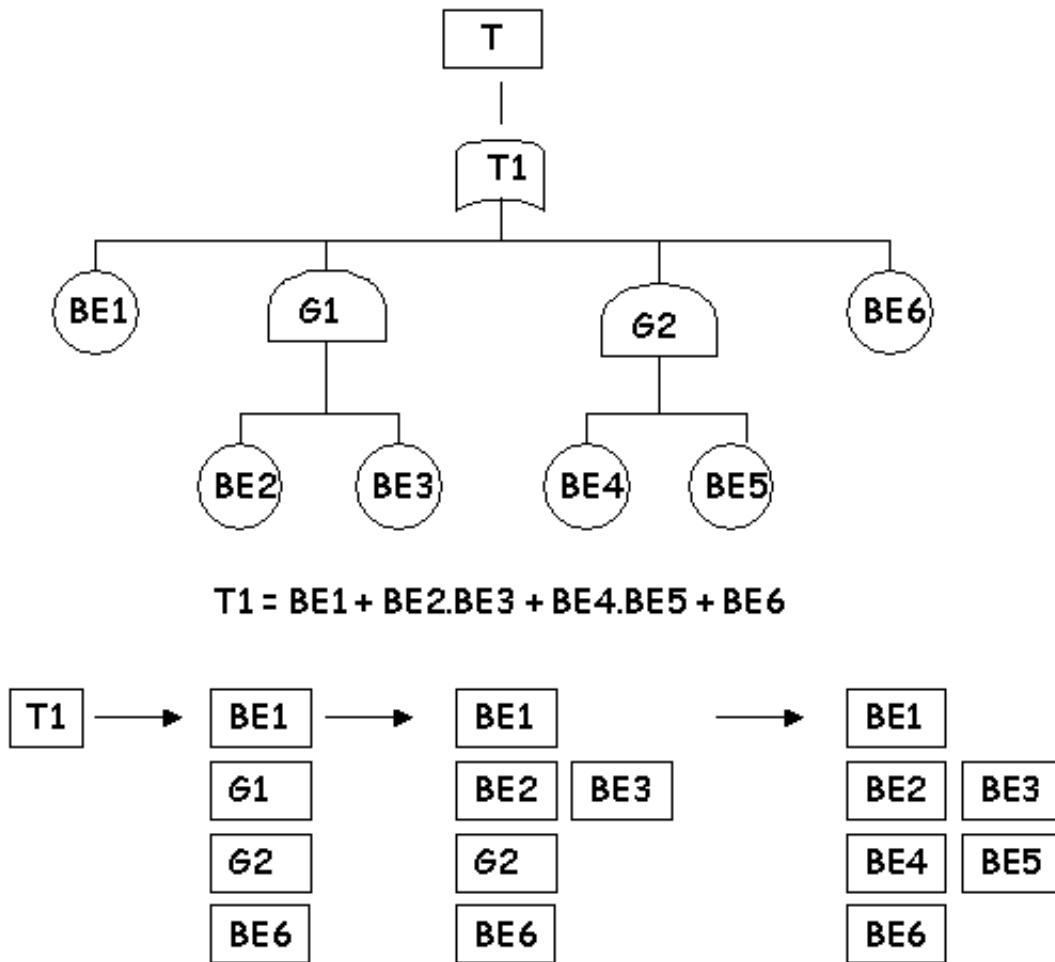 T
T1
BE1 G1 G2 BE6
BE2 BE3 BE4 BE5
T1 = BE1 + BE2.BE3 + BE4.BE5 + BE6
T1 BE1 BE1 BE1
G1 BE2 BE3 BE2 BE3
G2 G2 BE4 BE5
BE6 BE6 BE6